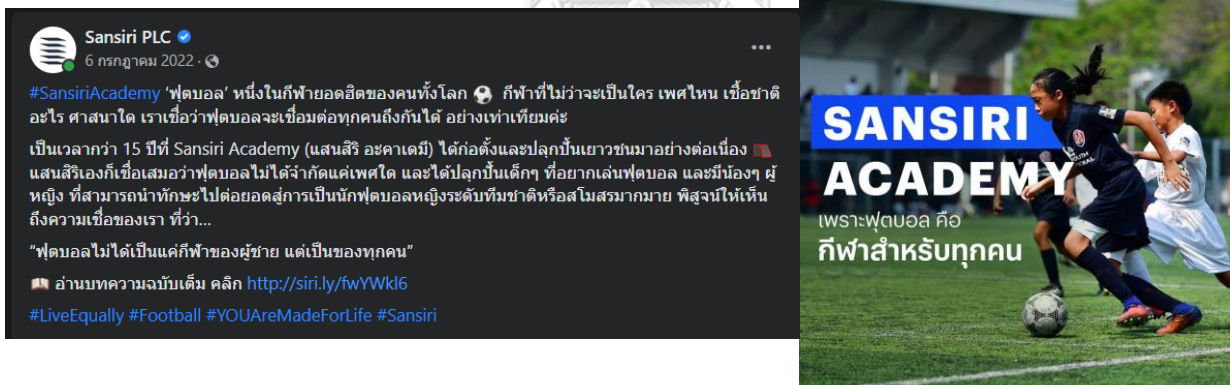 Sansiri PLC
6 กรกฎาคม 2022
#SansiriAcademy ‘ฟุตบอล’ หนึ่งในกีฬายอดฮิตของคนทั้งโลก ⚽ กีฬาที่ไม่ว่าจะเป็นใคร เพศไหน เชื้อชาติ
อะไร ศาสนาใด เราเชื่อว่าฟุตบอลจะเชื่อมต่อทุกคนถึงกันได้ อย่างเท่าเทียมค่ะ
เป็นเวลากว่า 15 ปีที่ Sansiri Academy (แสนสิริ อะคาเดมี) ได้ก่อตั้งและปลุกปั้นเยาวชนมาอย่างต่อเนื่อง
แสนสิริเองก็เชื่อเสมอว่าฟุตบอลไม่ได้จำกัดแค่เพศใด และได้ปลุกปั้นเด็กๆ ที่อยากเล่นฟุตบอล และมีน้องๆ ผู้
หญิง ที่สามารถนำทักษะไปต่อยอดสู่การเป็นนักฟุตบอลหญิงระดับทีมชาติหรือสโมสรมากมาย พิสูจน์ให้เห็น
ถึงความเชื่อของเรา ที่ว่า...
“ฟุตบอลไม่ได้เป็นแค่กีฬาของผู้ชาย แต่เป็นของทุกคน”
📖 อ่านบทความฉบับเต็ม คลิก http://siri.ly/fwYWkl6
#LiveEqually #Football #YOUAreMadeForLife #Sansiri
SANSIRI
ACADEMY
เพราะฟุตบอล คือ
กีฬาสำหรับทุกคน